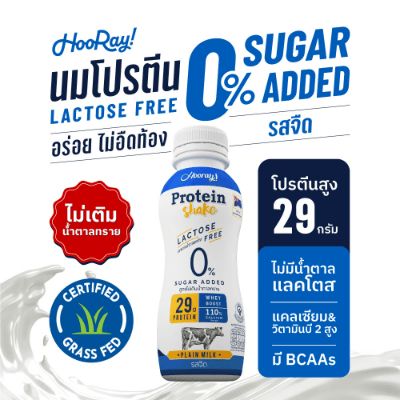 HooRay!
นมโปรตีน
LACTOSE FREE
อร่อย ไม่อืดท้อง
0% SUGAR ADDED
รสจืด
ไม่เติม
น้ำตาลทราย
CERTIFIED
GRASS FED
Hooray!
Protein
shake
LACTOSE
FREE
0%
SUGAR ADDED
29g
PROTEIN
WHEY
BOOST
110%
CALCIUM
PLAIN MILK
รสจืด
โปรตีนสูง
29 กรัม
ไม่มีน้ำตาล
แลคโตส
แคลเซียม&
วิตามินบี 2 สูง
มี BCAAs